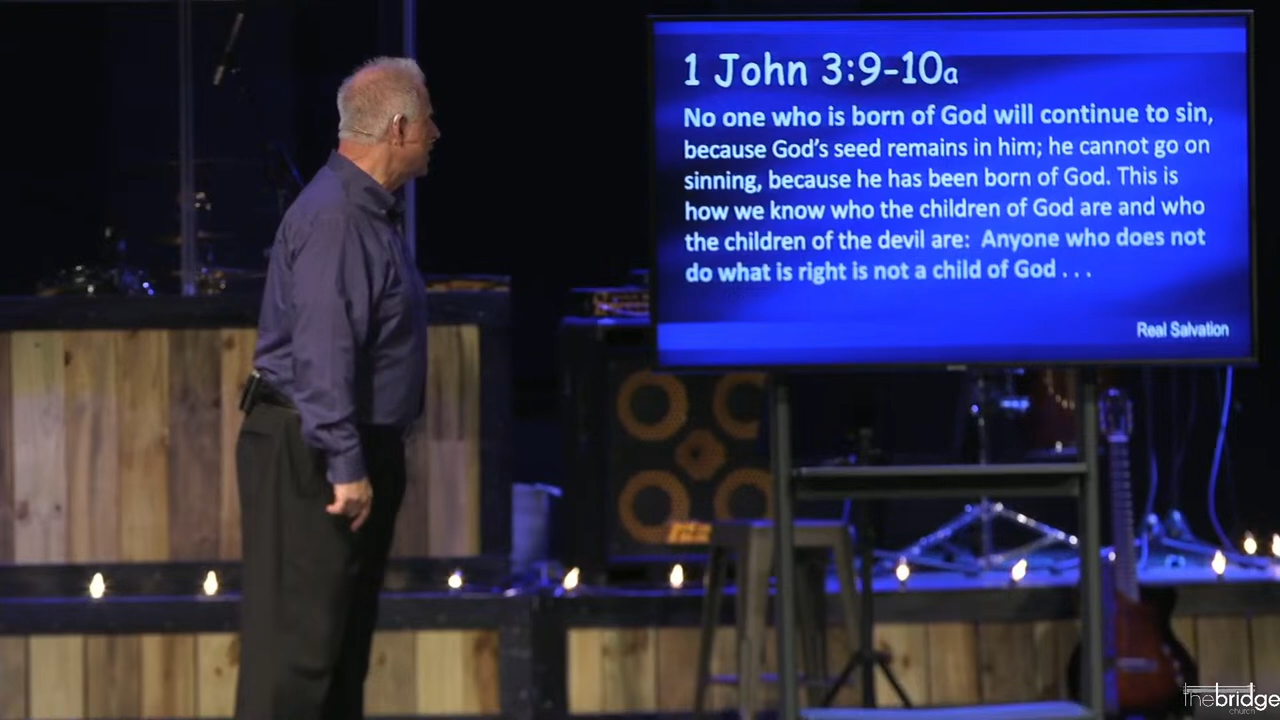 1 John 3:9-10a
No one who is born of God will continue to sin,
because God's seed remains in him; he cannot go on
sinning, because he has been born of God. This is
how we know who the children of God are and who
the children of the devil are:  Anyone who does not
do what is right is not a child of God . . .
Real Salvation
thebridge
church